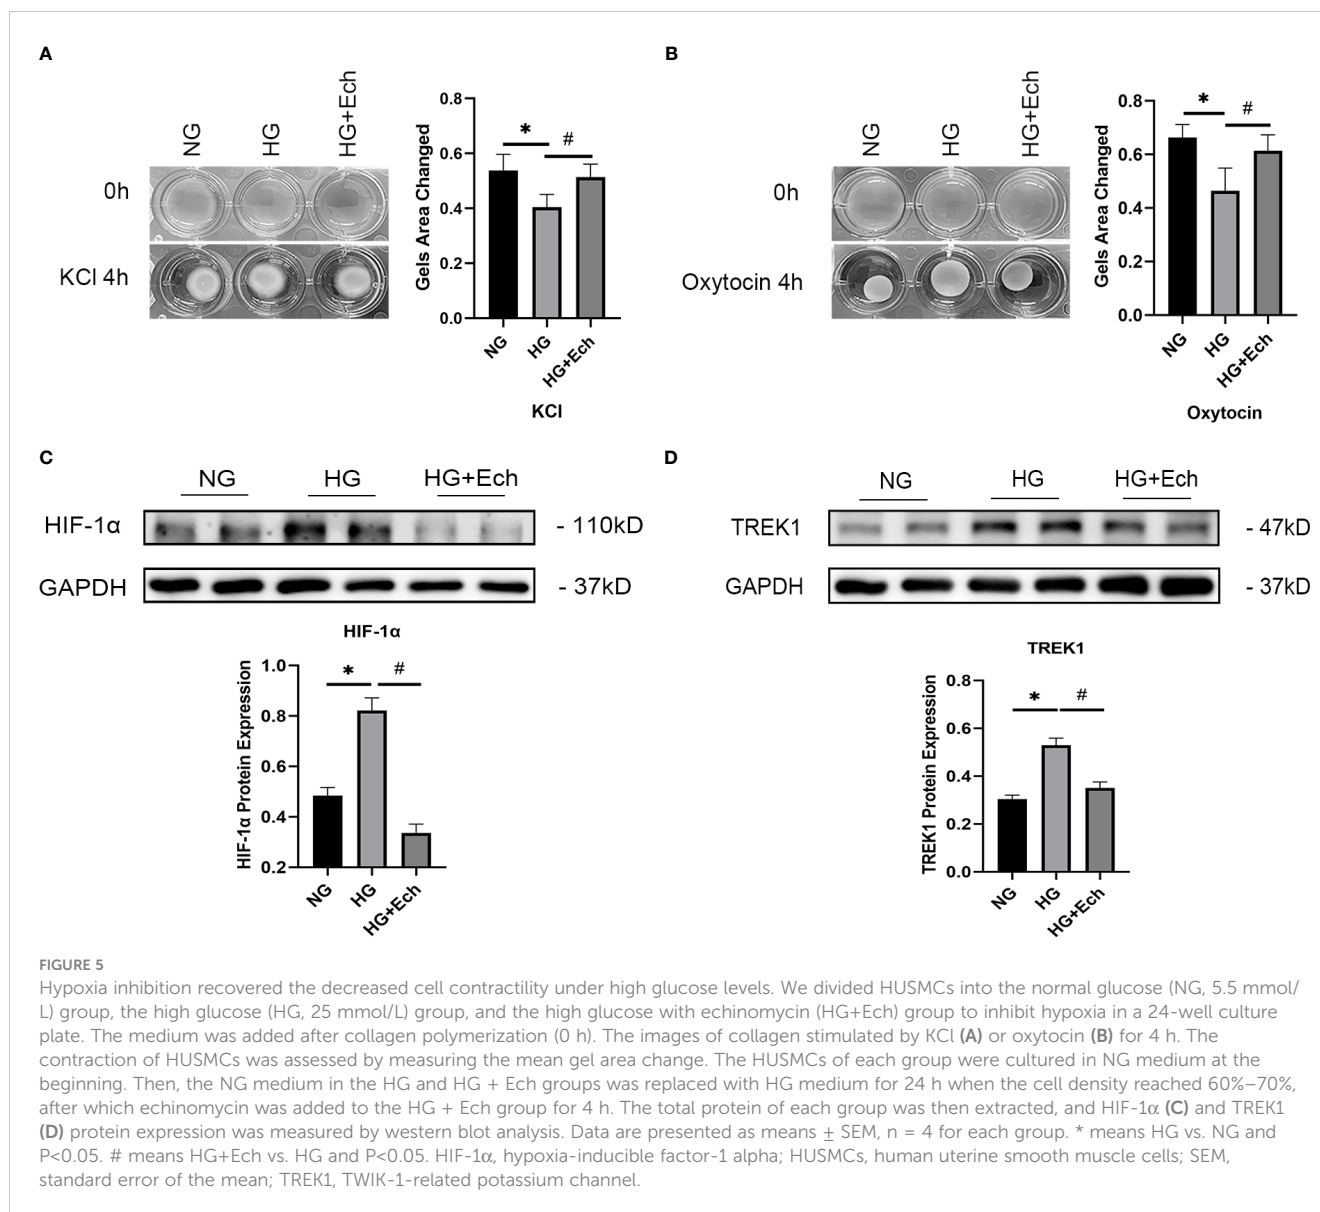 A
NG
HG
HG+Ech
0h
KCl 4h
Gels Area Changed
0.8
0.6
0.4
0.2
0.0
*
#
NG
HG
HG+Ech
KCl
B
NG
HG
HG+Ech
0h
Oxytocin 4h
Gels Area Changed
0.8
0.6
0.4
0.2
0.0
*
#
NG
HG
HG+Ech
Oxytocin
C
NG HG HG+Ech
HIF-1α - 110kD
GAPDH - 37kD
HIF-1α
HIF-1α Protein Expression
1.0
0.8
0.6
0.4
0.2
*
#
NG
HG
HG+Ech
D
NG HG HG+Ech
TREK1 - 47kD
GAPDH - 37kD
TREK1
TREK1 Protein Expression
0.8
0.6
0.4
0.2
0.0
*
#
NG
HG
HG+Ech
FIGURE 5
Hypoxia inhibition recovered the decreased cell contractility under high glucose levels. We divided HUSMCs into the normal glucose (NG, 5.5 mmol/
L) group, the high glucose (HG, 25 mmol/L) group, and the high glucose with echinomycin (HG+Ech) group to inhibit hypoxia in a 24-well culture
plate. The medium was added after collagen polymerization (0 h). The images of collagen stimulated by KCl (A) or oxytocin (B) for 4 h. The
contraction of HUSMCs was assessed by measuring the mean gel area change. The HUSMCs of each group were cultured in NG medium at the
beginning. Then, the NG medium in the HG and HG + Ech groups was replaced with HG medium for 24 h when the cell density reached 60%–70%,
after which echinomycin was added to the HG + Ech group for 4 h. The total protein of each group was then extracted, and HIF-1α (C) and TREK1
(D) protein expression was measured by western blot analysis. Data are presented as means ± SEM, n = 4 for each group. * means HG vs. NG and
P<0.05. # means HG+Ech vs. HG and P<0.05. HIF-1α, hypoxia-inducible factor-1 alpha; HUSMCs, human uterine smooth muscle cells; SEM,
standard error of the mean; TREK1, TWIK-1-related potassium channel.